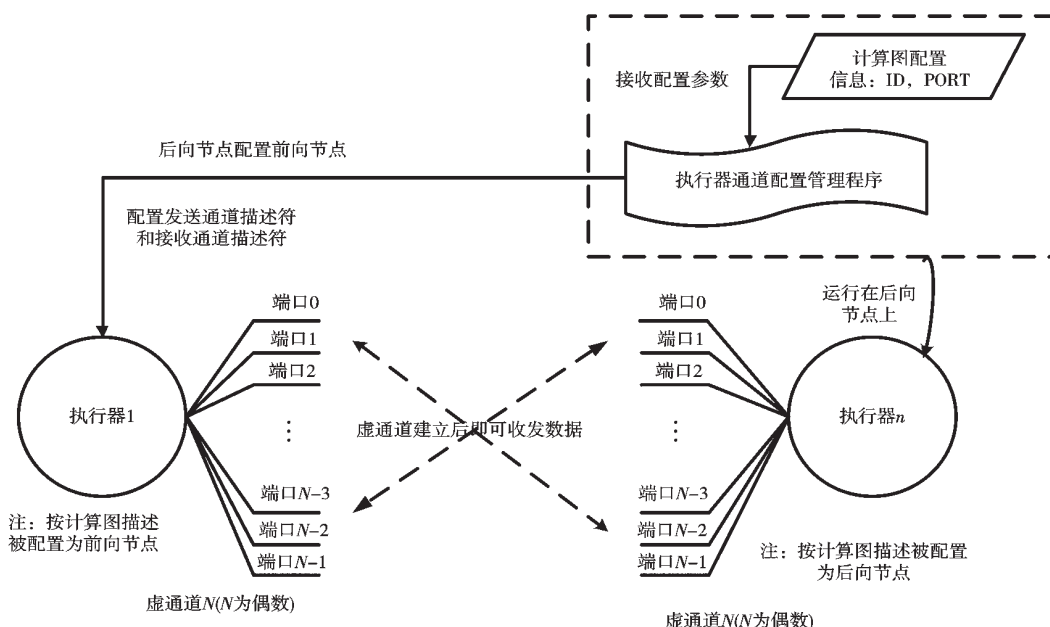 计算图配置
信息：ID，PORT
接收配置参数
执行器通道配置管理程序
后向节点配置前向节点
配置发送通道描述符
和接收通道描述符
运行在后向
节点上
端口0
端口1
端口2
⋮
端口N-3
端口N-2
端口N-1
执行器1
虚通道建立后即可收发数据
端口0
端口1
端口2
⋮
端口N-3
端口N-2
端口N-1
执行器n
注：按计算图描述
被配置为前向节点
注：按计算图描述被配置
为后向节点
虚通道N(N为偶数)
虚通道N(N为偶数)